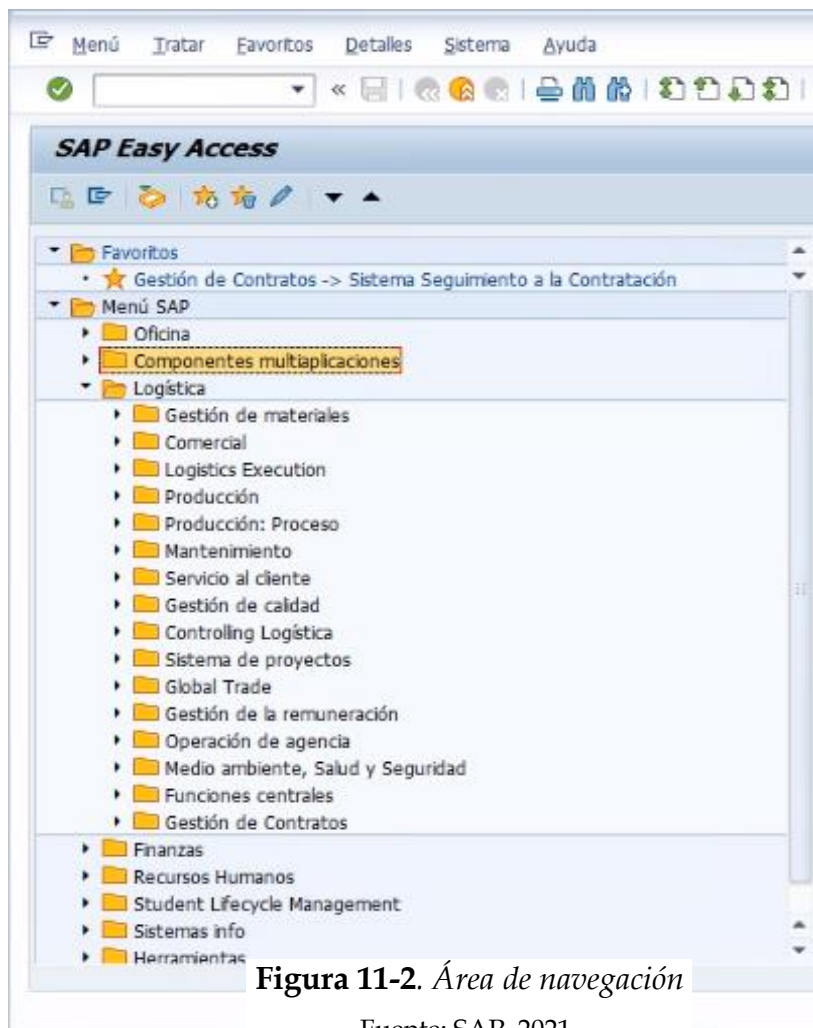 Menú Tratar Favoritos Detalles Sistema Ayuda
SAP Easy Access
Favoritos
Gestión de Contratos -> Sistema Seguimiento a la Contratación
Menú SAP
Oficina
Componentes multiaplicaciones
Logística
Gestión de materiales
Comercial
Logistics Execution
Producción
Producción: Proceso
Mantenimiento
Servicio al cliente
Gestión de calidad
Controlling Logística
Sistema de proyectos
Global Trade
Gestión de la remuneración
Operación de agencia
Medio ambiente, Salud y Seguridad
Funciones centrales
Gestión de Contratos
Finanzas
Recursos Humanos
Student Lifecycle Management
Sistemas info
Herramientas
Figura 11-2. Área de navegación
Fuente: SAP, 2021